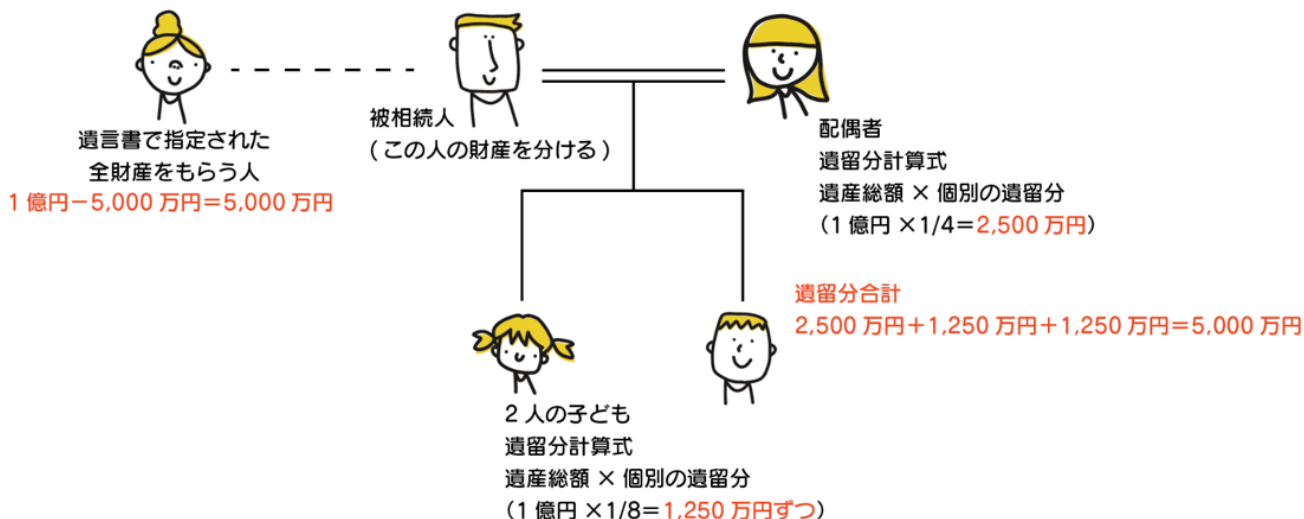 遺言書で指定された
全財産をもらう人
1億円−5,000万円=5,000万円
被相続人
(この人の財産を分ける)
配偶者
遺留分計算式
遺産総額 × 個別の遺留分
(1億円 ×1/4=2,500万円)
遺留分合計
2,500万円+1,250万円+1,250万円=5,000万円
2人の子ども
遺留分計算式
遺産総額 × 個別の遺留分
(1億円 ×1/8=1,250万円ずつ)